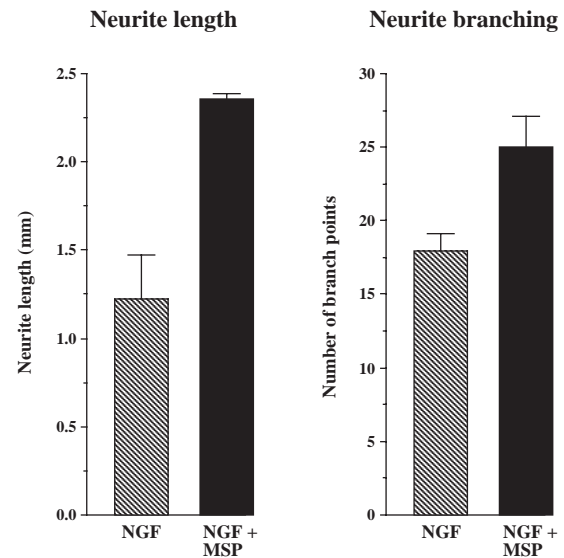 Neurite length
Neurite length (mm)
2.5
2.0
1.5
1.0
0.5
0.0
NGF
NGF +
MSP
Neurite branching
Number of branch points
30
25
20
15
10
5
0
NGF
NGF +
MSP